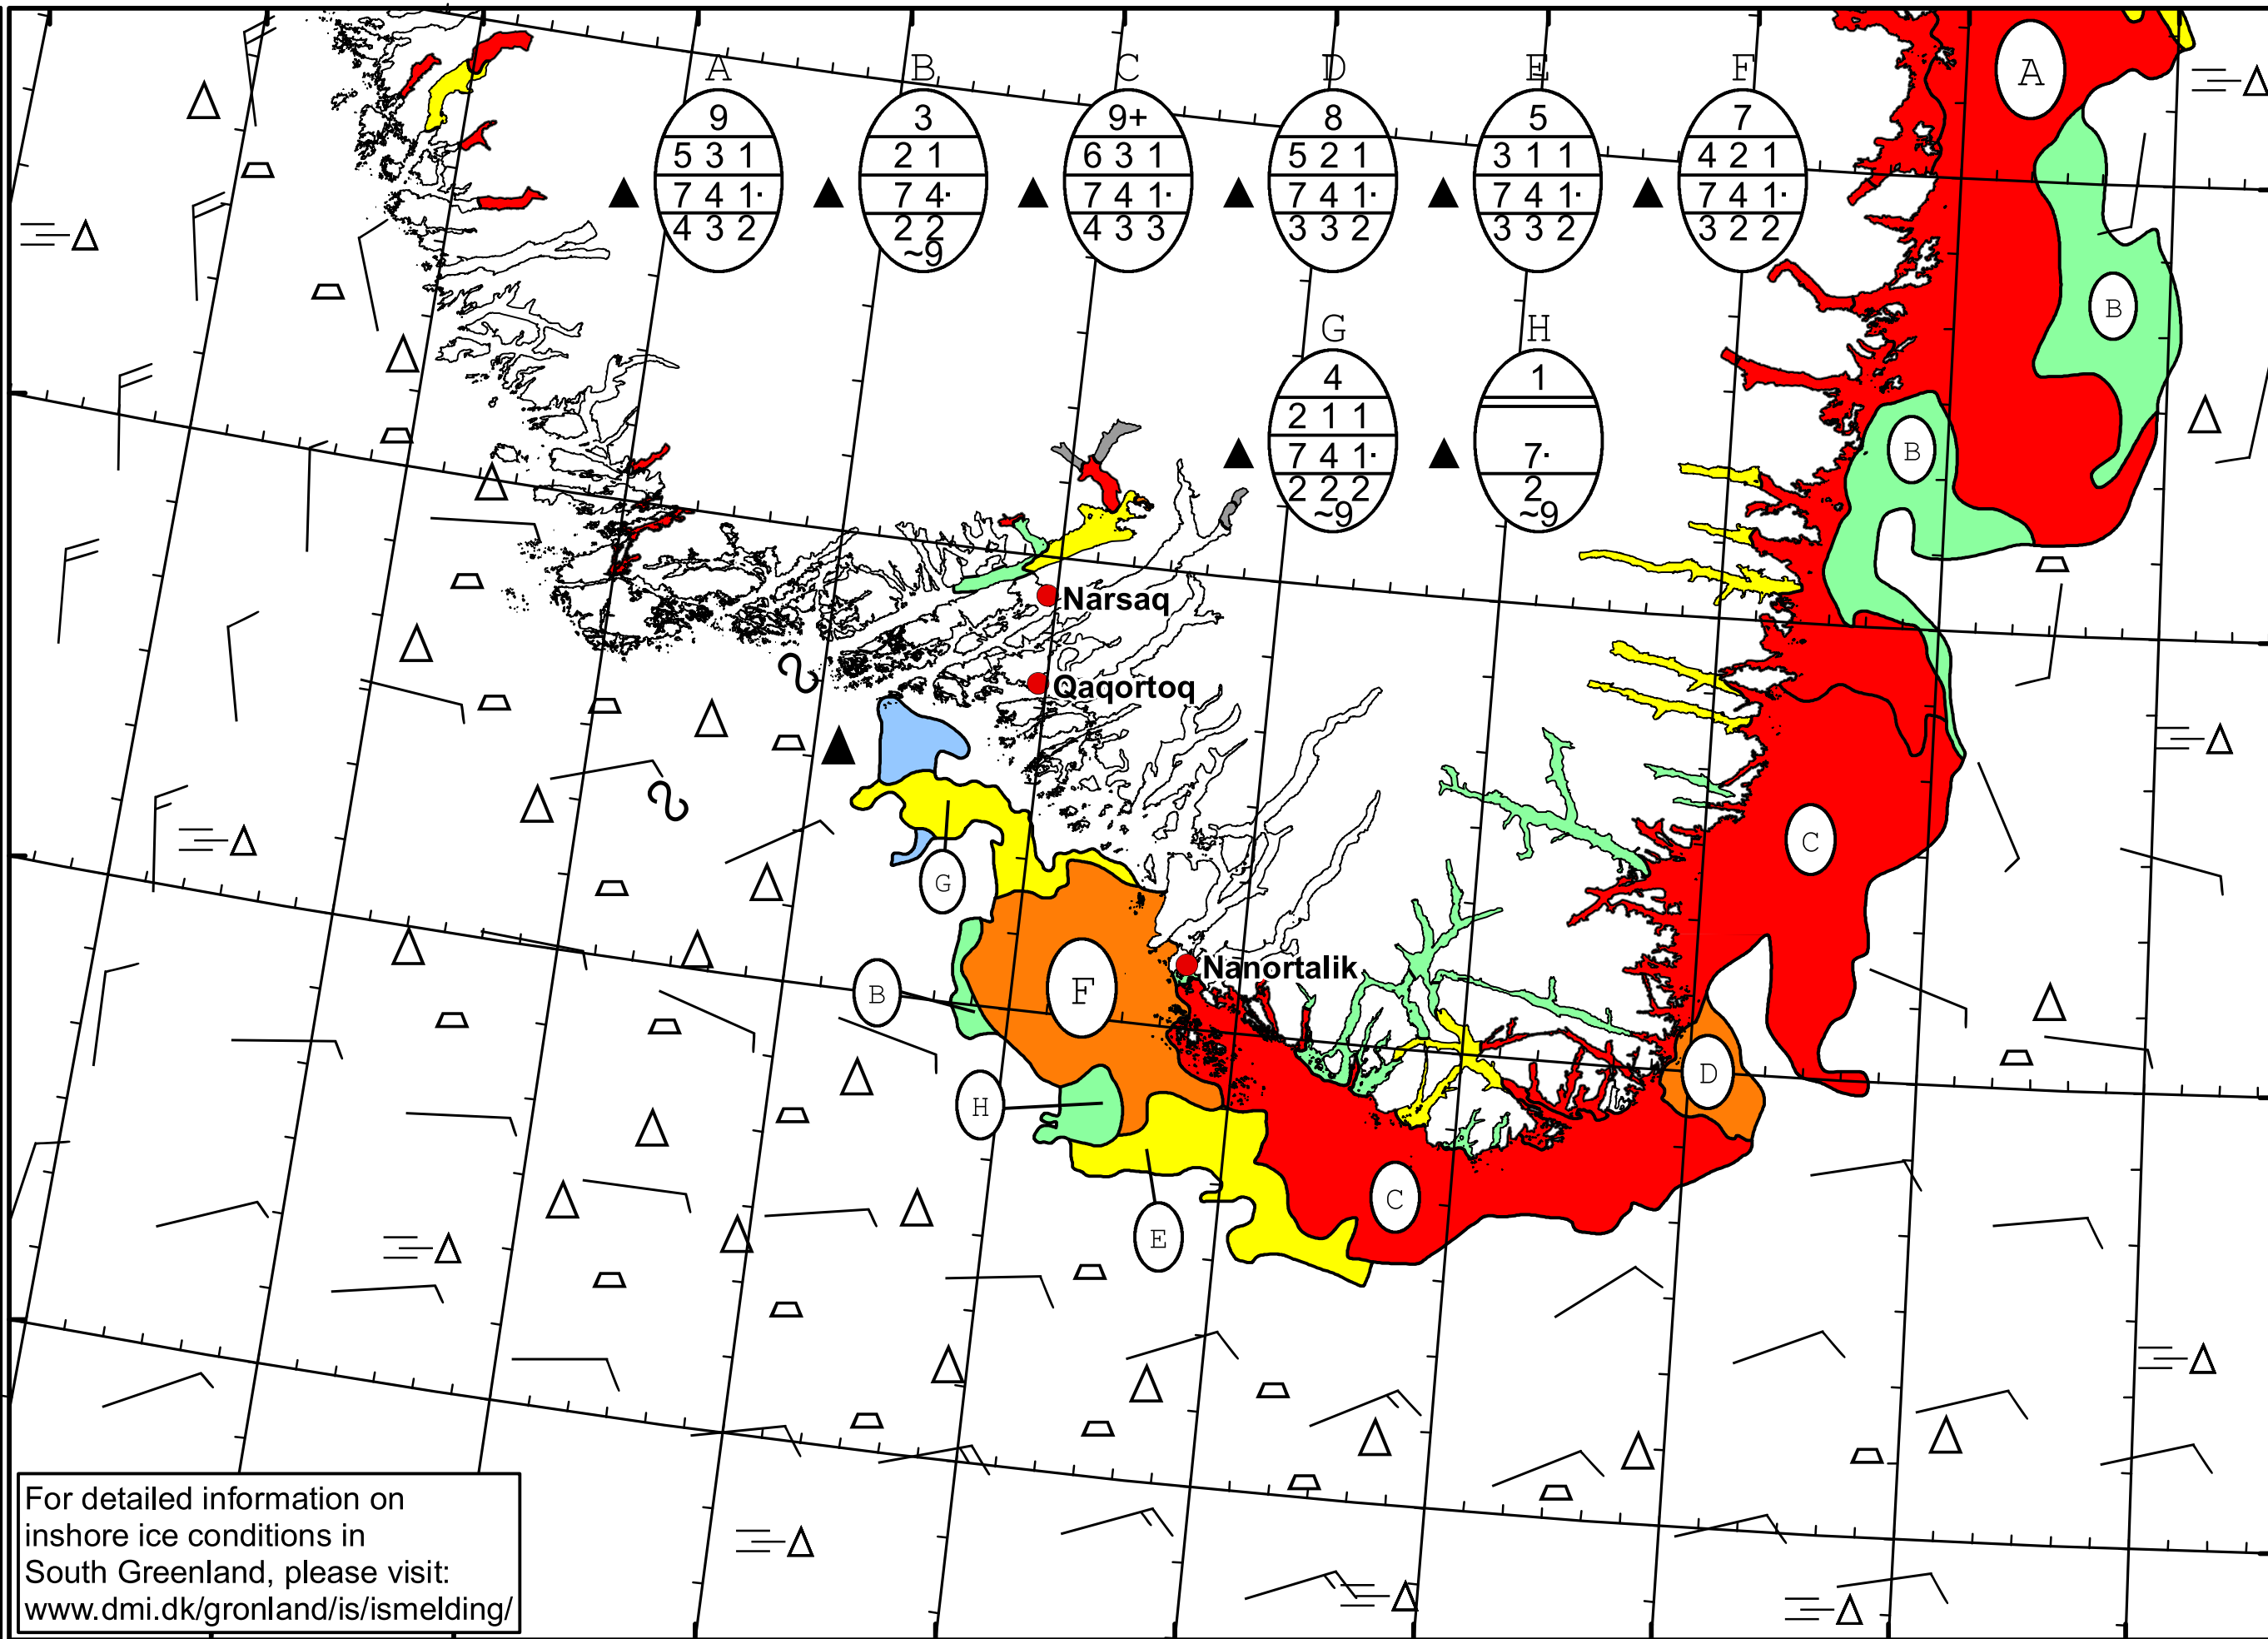 A B C D E F
9 3 9+ 8 5 7
5 3 1 2 1 6 3 1 5 2 1 3 1 1 4 2 1
7 4 1· 7 4· 7 4 1· 7 4 1· 7 4 1· 7 4 1·
4 3 2 2 2 4 3 3 3 3 2 3 3 2 3 2 2
~9
G H
4 1
2 1 1
7 4 1· 7·
2 2 2 2
~9 ~9
A
B
B
Narsaq
Qaqortoq
C
G
Nanortalik
B
F
D
H
C
E
For detailed information on
inshore ice conditions in
South Greenland, please visit:
www.dmi.dk/gronland/is/ismelding/